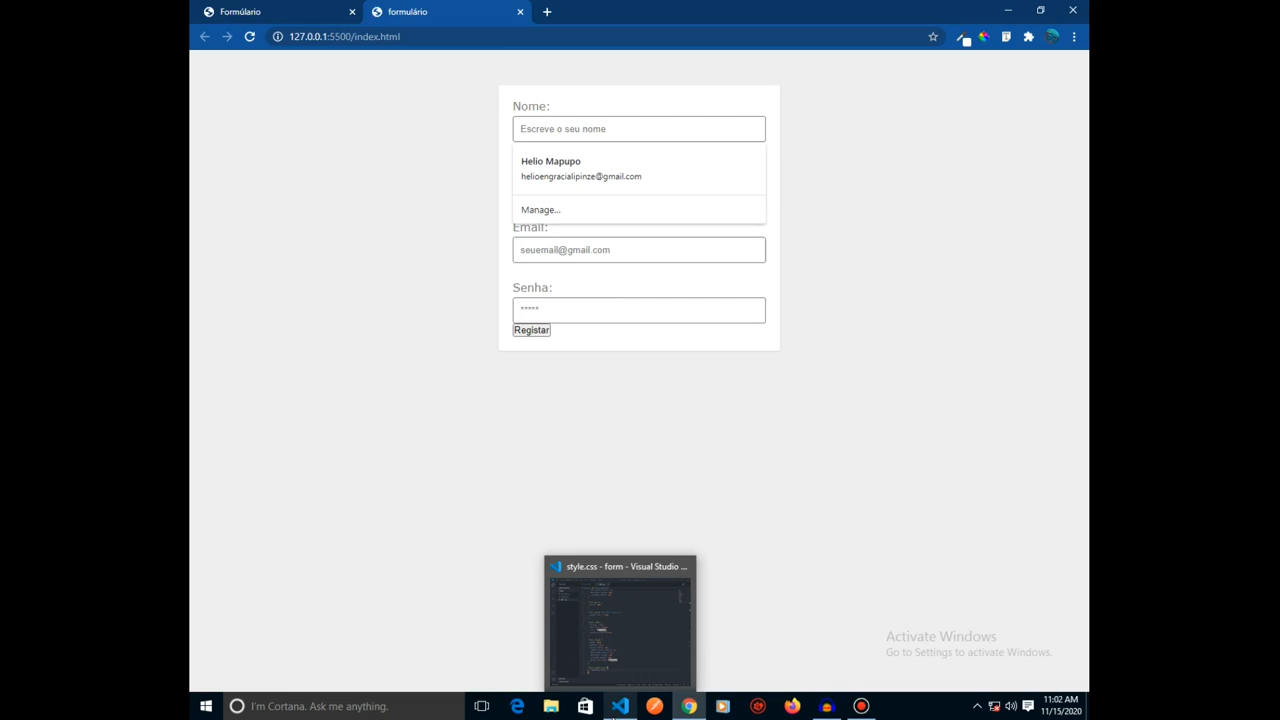 Formúlario
formulário
127.0.0.1:5500/index.html
Nome:
Escreve o seu nome
Helio Mapupo
helioengracialipinze@gmail.com
Manage...
Email:
seuemail@gmail.com
Senha:
*****
Registar
style.css - form - Visual Studio ...
Activate Windows
Go to Settings to activate Windows.
I'm Cortana. Ask me anything.
11:02 AM
11/15/2020